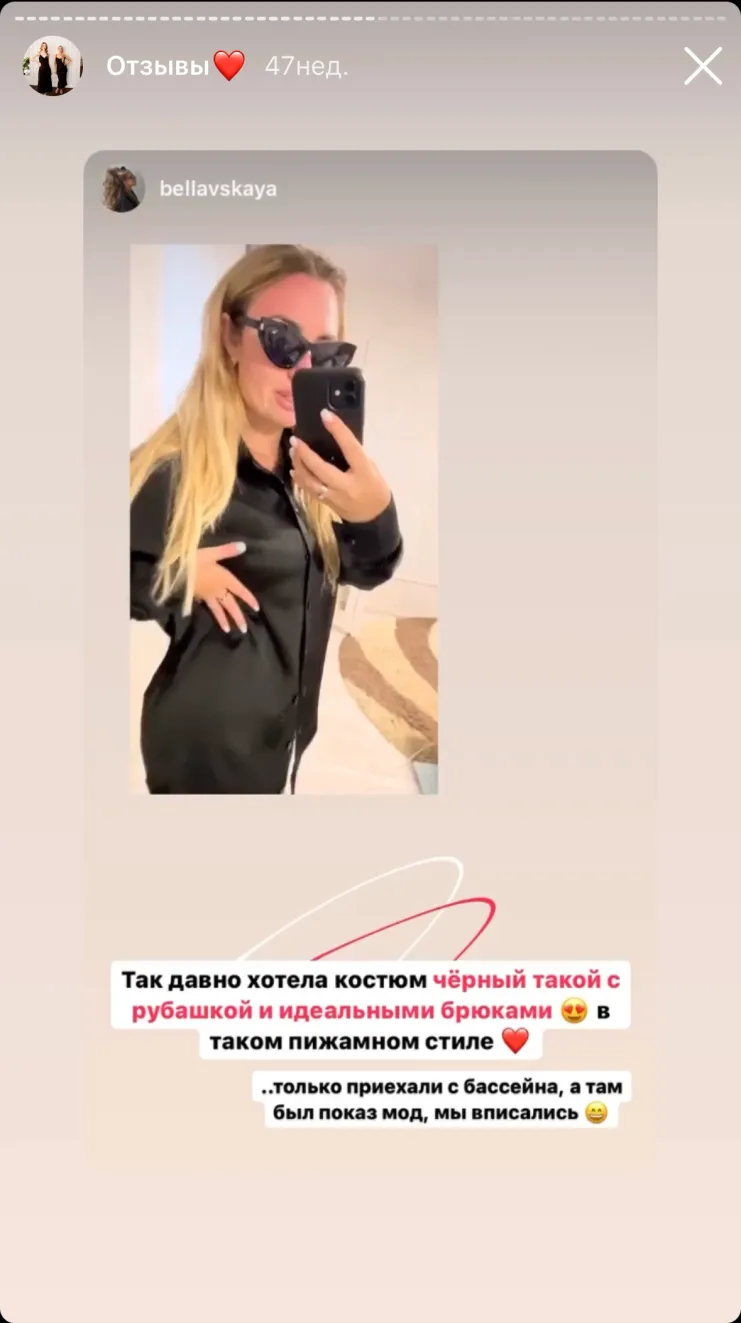 Отзывы❤️ 47нед.
bellavskaya
Так давно хотела костюм чёрный такой с
рубашкой и идеальными брюками 😍 в
таком пижамном стиле ❤️
..только приехали с бассейна, а там
был показ мод, мы вписались 😄